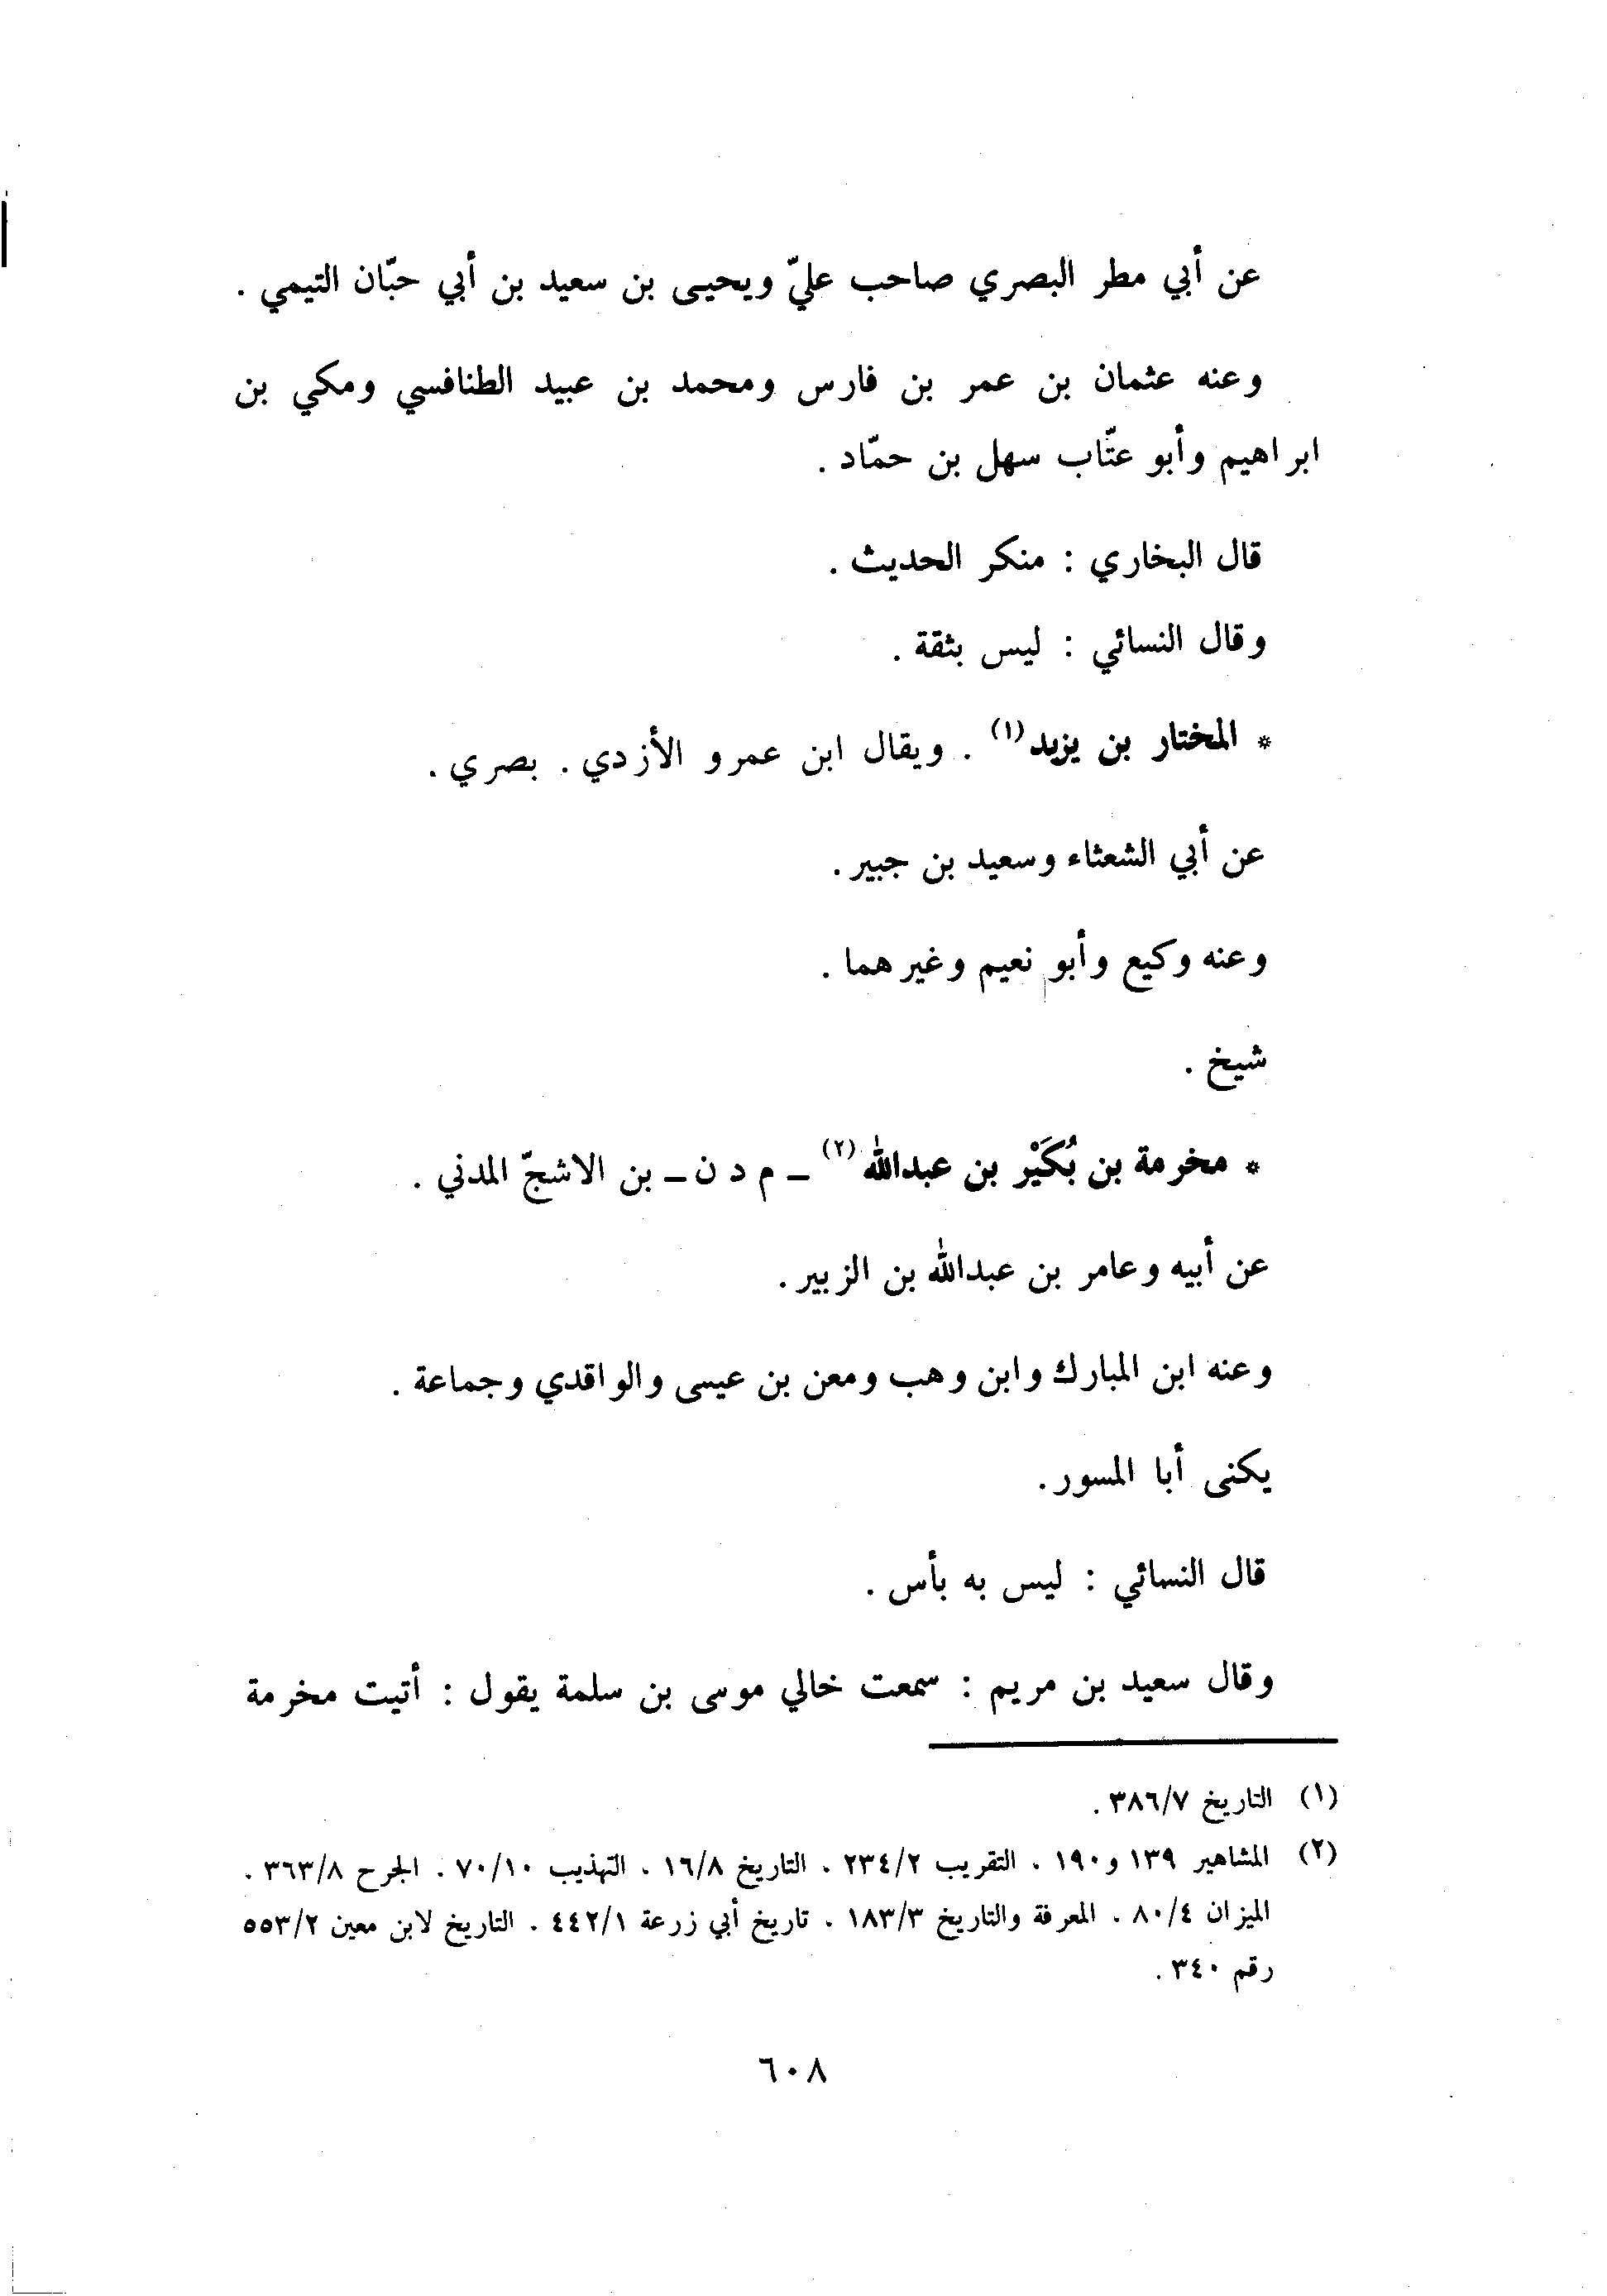 عن أبي مطر البصري صاحب عليّ ويحيى بن سعيد بن أبي حبّان التيمي .
وعنه عثمان بن عمر بن فارس ومحمد بن عبيد الطنافسي ومكي بن
ابراهيم وأبو عتّاب سهل بن حمّاد .
قال البخاري : منكر الحديث .
وقال النسائي : ليس بثقة .
* المختار بن يزيد(١) . ويقال ابن عمرو الأزدي . بصري .
عن أبي الشعثاء وسعيد بن جبير .
وعنه وكيع وأبو نعيم وغيرهما .
شيخ .
* مخرمة بن بُكَيْر بن عبدالله(٢) ـ م د ن ـ بن الاشجّ المدني .
عن أبيه وعامر بن عبدالله بن الزبير .
وعنه ابن المبارك وابن وهب ومعن بن عيسى والواقدي وجماعة .
يكنى أبا المسور .
قال النسائي : ليس به بأس .
وقال سعيد بن مريم : سمعت خالي موسى بن سلمة يقول : أتيت مخرمة
(١) التاريخ ٣٨٦/٧ .
(٢) المشاهير ١٣٩ و١٩٠ . التقريب ٢٣٤/٢ . التاريخ ١٦/٨ . التهذيب ٧٠/١٠ . الجرح ٣٦٣/٨ .
الميزان ٨٠/٤ . المعرفة والتاريخ ١٨٣/٣ . تاريخ أبي زرعة ٤٤٢/١ . التاريخ لابن معين ٥٥٣/٢
رقم ٣٤٠ .
٦٠٨